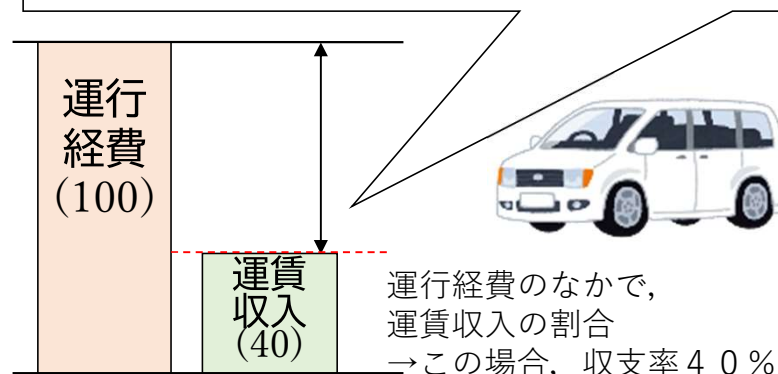 運行
経費
(100)
運賃
収入
(40)
運行経費のなかで，
運賃収入の割合
→この場合，収支率４０％